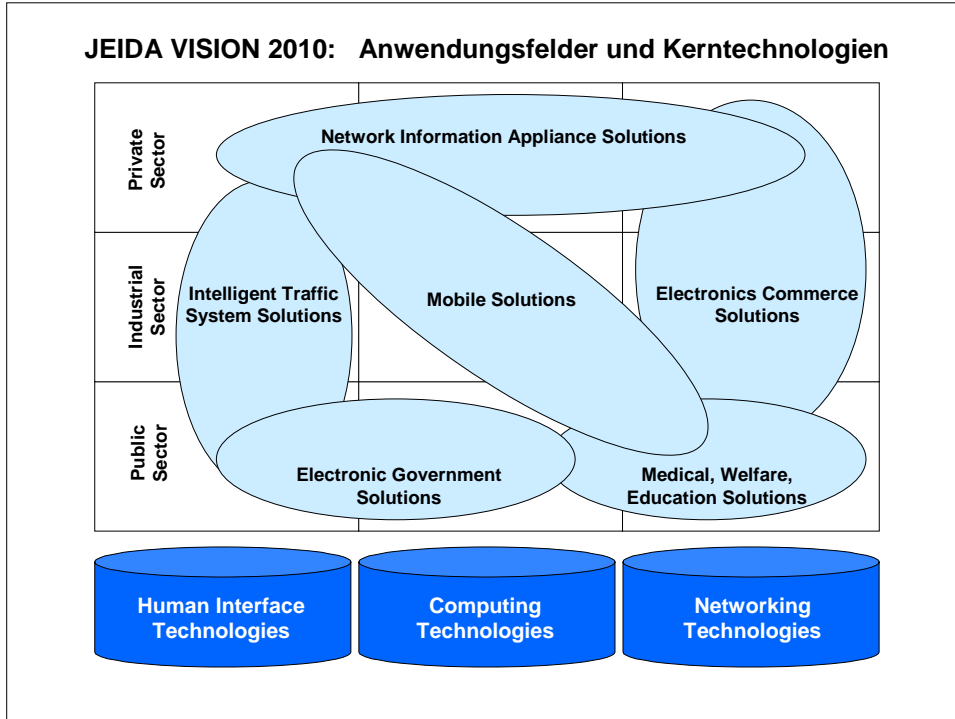 JEIDA VISION 2010: Anwendungsfelder und Kerntechnologien
Private
Sector
Network Information Appliance Solutions
Industrial
Sector
Intelligent Traffic
System Solutions
Mobile Solutions
Electronics Commerce
Solutions
Public
Sector
Electronic Government
Solutions
Medical, Welfare,
Education Solutions
Human Interface
Technologies
Computing
Technologies
Networking
Technologies